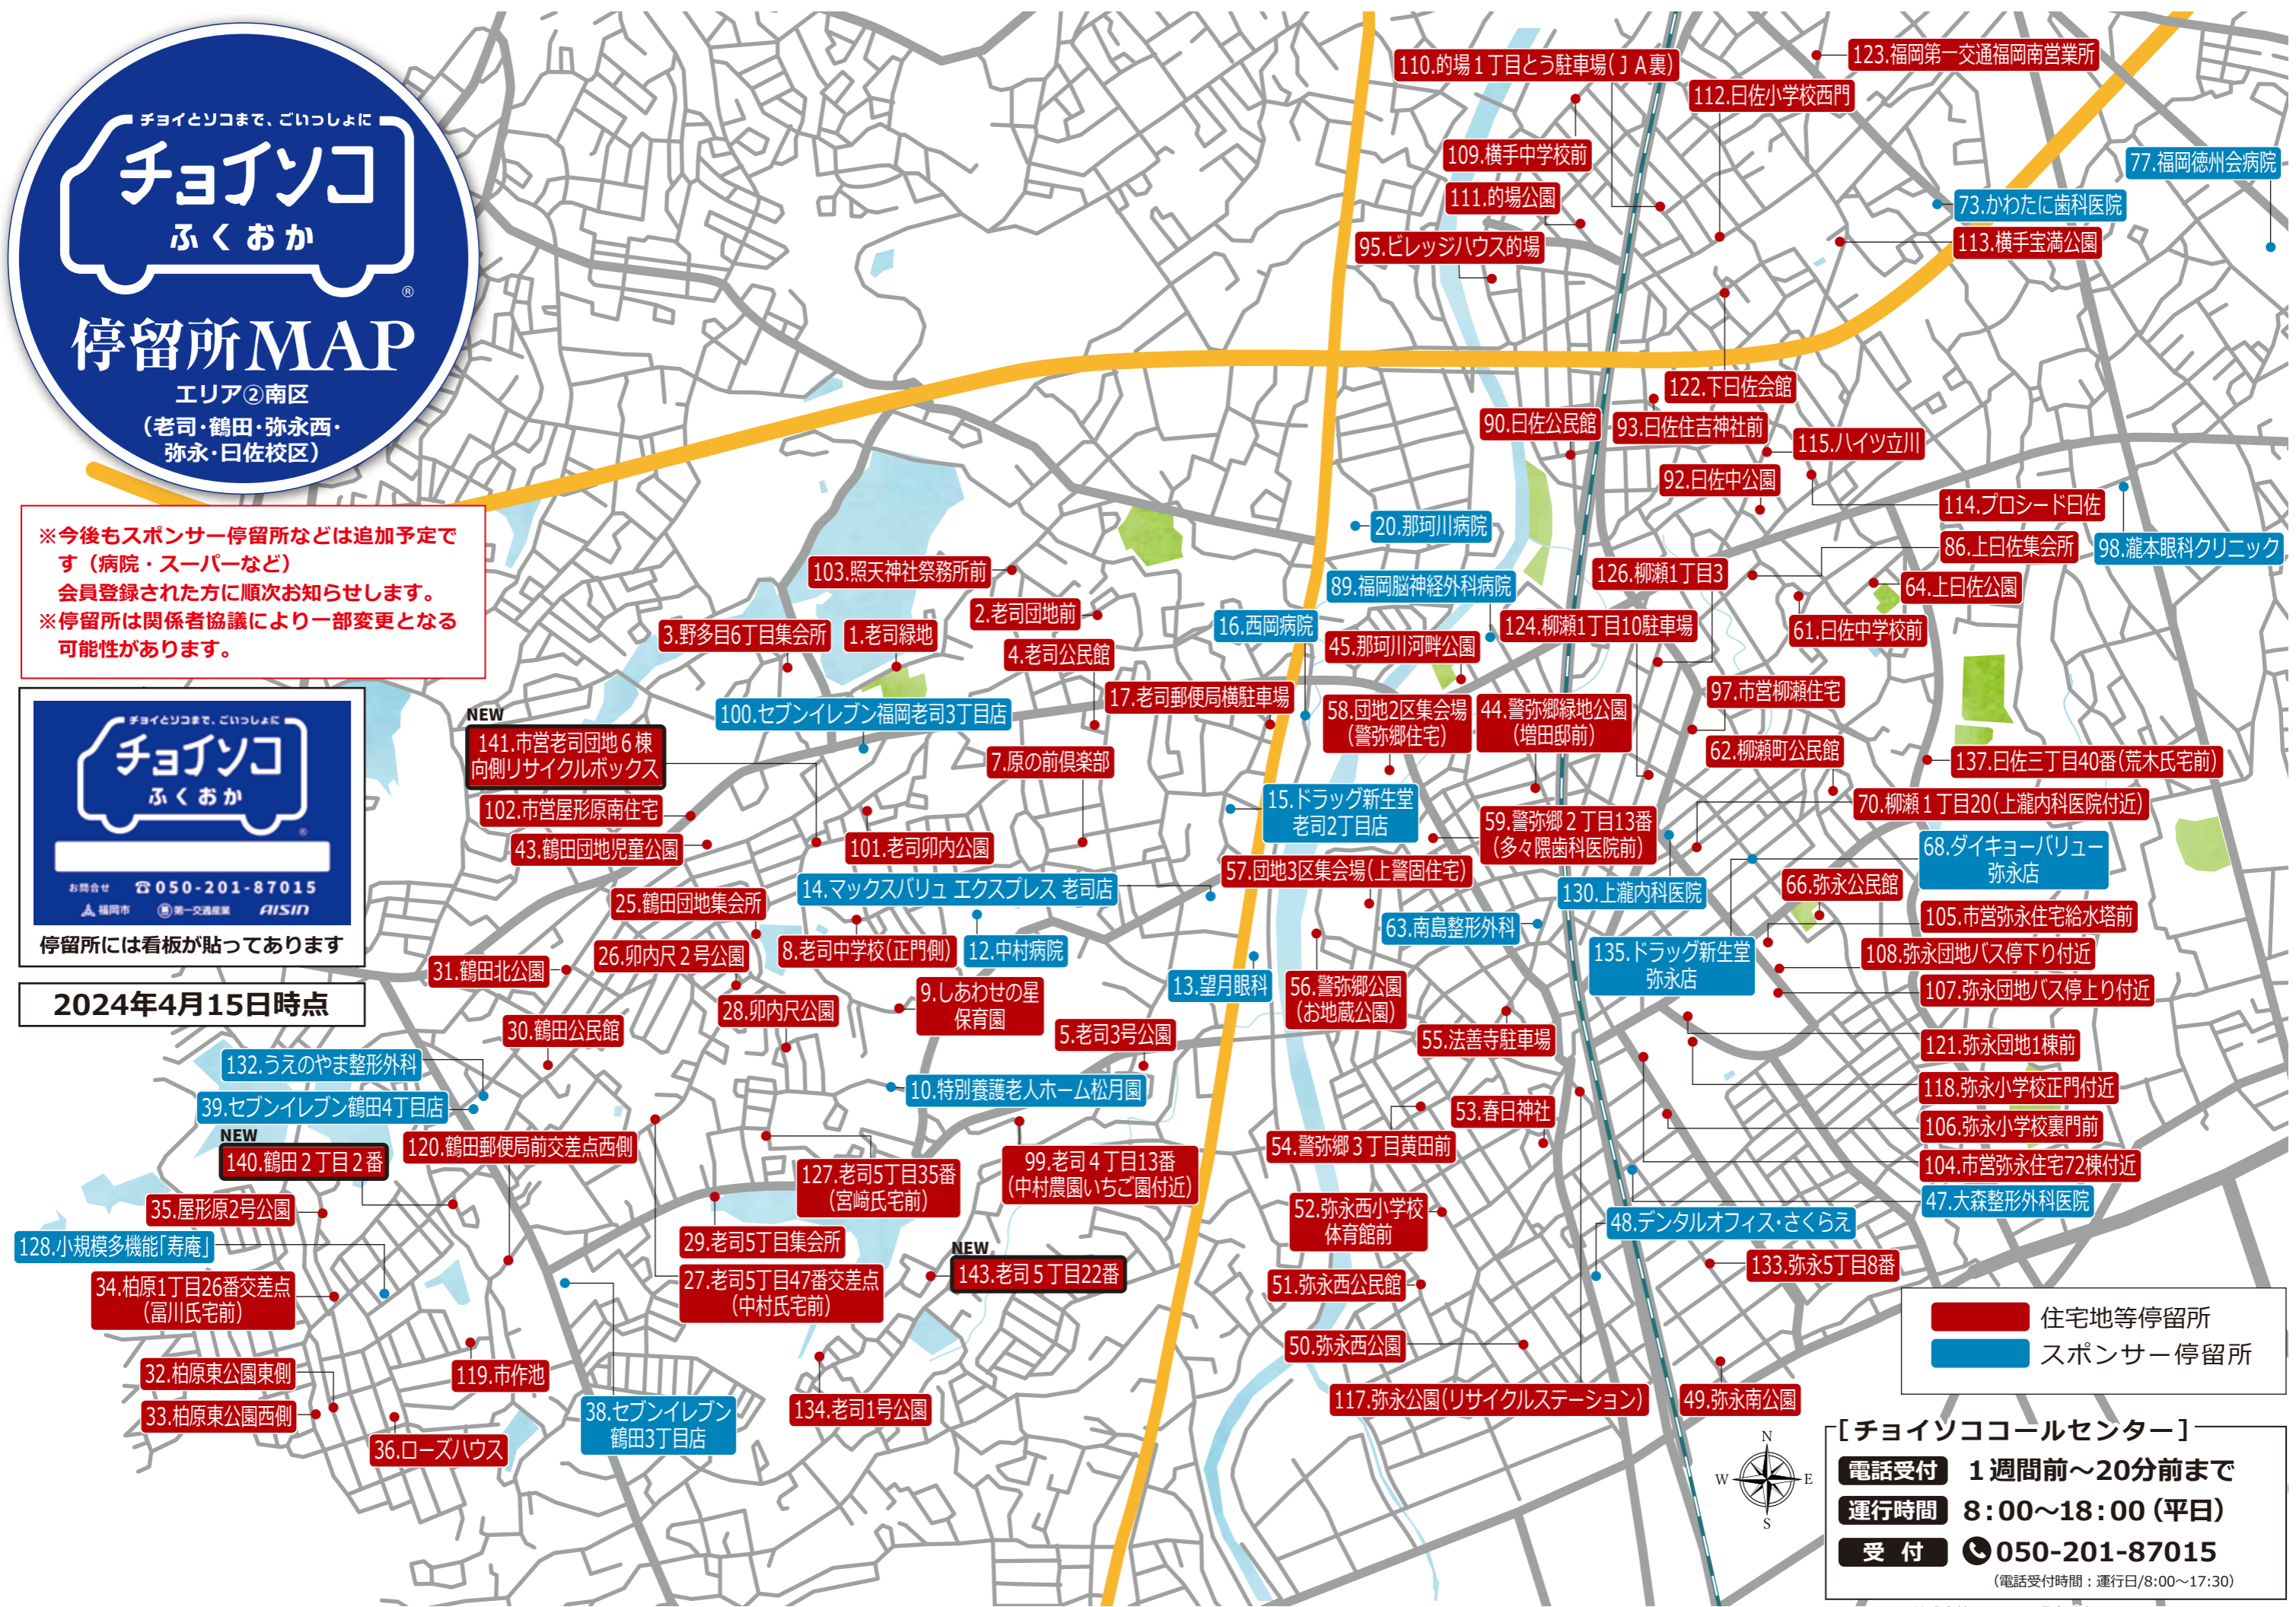 チョイとソコまで、ごいっしょに
チョイソコ
ふくおか
®
停留所MAP
エリア②南区
(老司・鶴田・弥永西・
弥永・曰佐校区)
※今後もスポンサー停留所などは追加予定で
す（病院・スーパーなど）
会員登録された方に順次お知らせします。
※停留所は関係者協議により一部変更となる
可能性があります。
チョイとソコまで、ごいっしょに
チョイソコ
ふくおか
®
お問合せ ☎050-201-87015
福岡市 第一交通産業 AISIN
停留所には看板が貼ってあります
2024年4月15日時点
110.的場1丁目とう駐車場(ＪＡ裏)
123.福岡第一交通福岡南営業所
112.曰佐小学校西門
109.横手中学校前
77.福岡徳州会病院
111.的場公園
73.かわたに歯科医院
95.ビレッジハウス的場
113.横手宝満公園
122.下曰佐会館
90.曰佐公民館
93.曰佐住吉神社前
115.ハイツ立川
92.曰佐中公園
114.プロシード曰佐
20.那珂川病院
86.上曰佐集会所
98.瀧本眼科クリニック
103.照天神社祭務所前
126.柳瀬1丁目3
89.福岡脳神経外科病院
64.上曰佐公園
2.老司団地前
16.西岡病院
124.柳瀬1丁目10駐車場
61.曰佐中学校前
3.野多目6丁目集会所
1.老司緑地
45.那珂川河畔公園
4.老司公民館
17.老司郵便局横駐車場
97.市営柳瀬住宅
100.セブンイレブン福岡老司3丁目店
58.団地2区集会場
(警弥郷住宅)
44.警弥郷緑地公園
(増田邸前)
NEW
141.市営老司団地6棟
向側リサイクルボックス
62.柳瀬町公民館
7.原の前倶楽部
137.曰佐三丁目40番(荒木氏宅前)
102.市営屋形原南住宅
15.ドラッグ新生堂
老司2丁目店
70.柳瀬1丁目20(上瀧内科医院付近)
59.警弥郷2丁目13番
(多々隈歯科医院前)
43.鶴田団地児童公園
101.老司卯内公園
68.ダイキョーバリュー
弥永店
57.団地3区集会場(上警固住宅)
14.マックスバリュ エクスプレス 老司店
130.上瀧内科医院
66.弥永公民館
25.鶴田団地集会所
105.市営弥永住宅給水塔前
63.南島整形外科
26.卯内尺2号公園
8.老司中学校(正門側)
12.中村病院
135.ドラッグ新生堂
弥永店
108.弥永団地バス停下り付近
31.鶴田北公園
13.望月眼科
56.警弥郷公園
(お地蔵公園)
107.弥永団地バス停上り付近
28.卯内尺公園
9.しあわせの星
保育園
30.鶴田公民館
5.老司3号公園
55.法善寺駐車場
121.弥永団地1棟前
132.うえのやま整形外科
118.弥永小学校正門付近
10.特別養護老人ホーム松月園
39.セブンイレブン鶴田4丁目店
53.春日神社
106.弥永小学校裏門前
NEW
140.鶴田2丁目2番
120.鶴田郵便局前交差点西側
54.警弥郷3丁目黄田前
104.市営弥永住宅72棟付近
127.老司5丁目35番
(宮﨑氏宅前)
99.老司4丁目13番
(中村農園いちご園付近)
47.大森整形外科医院
35.屋形原2号公園
52.弥永西小学校
体育館前
48.デンタルオフィス・さくらえ
128.小規模多機能「寿庵」
29.老司5丁目集会所
133.弥永5丁目8番
NEW
143.老司5丁目22番
34.柏原1丁目26番交差点
(冨川氏宅前)
27.老司5丁目47番交差点
(中村氏宅前)
51.弥永西公民館
50.弥永西公園
32.柏原東公園東側
119.市作池
33.柏原東公園西側
134.老司1号公園
117.弥永公園(リサイクルステーション)
49.弥永南公園
38.セブンイレブン
鶴田3丁目店
36.ローズハウス
住宅地等停留所
スポンサー停留所
N
W E
S
[チョイソココールセンター]
電話受付 1週間前〜20分前まで
運行時間 8:00〜18:00（平日）
受 付 050-201-87015
（電話受付時間：運行日/8:00〜17:30）